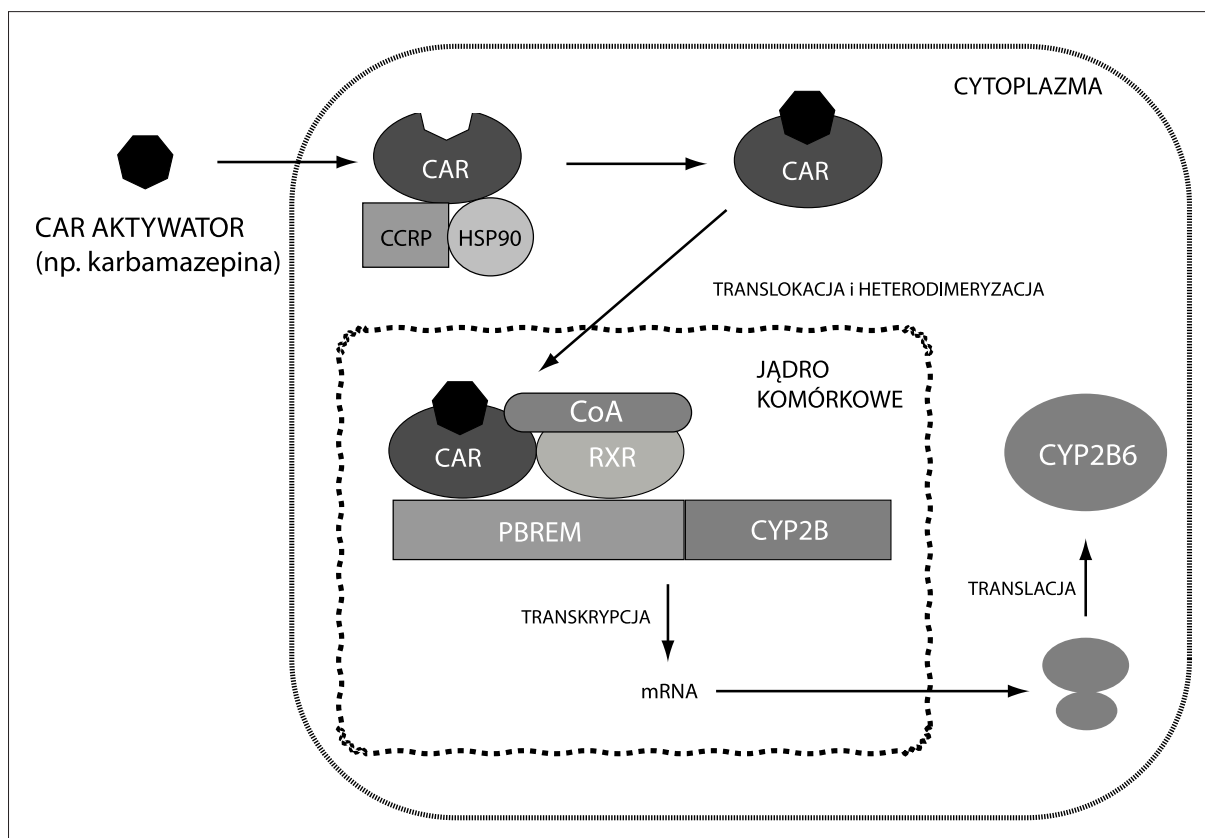 CYTOPLAZMA
CAR
CAR
CAR AKTYWATOR
(np. karbamazepina)
CCRP
HSP90
TRANSLOKACJA i HETERODIMERYZACJA
JĄDRO
KOMÓRKOWE
CoA
CAR
RXR
CYP2B6
PBREM
CYP2B
TRANSKRYPCJA
TRANSLACJA
mRNA